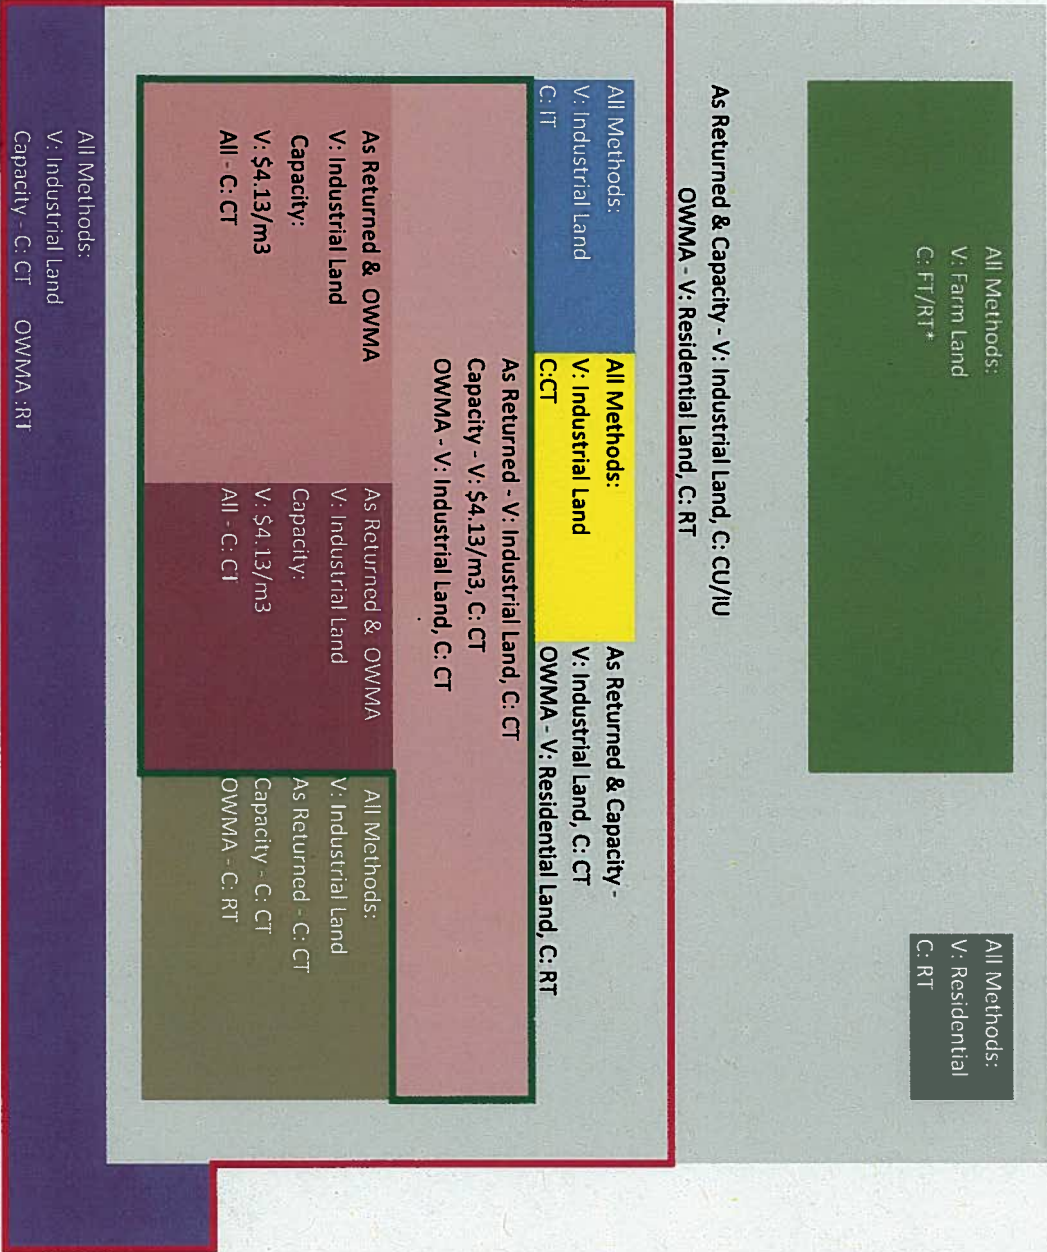 All Methods:
V: Farm Land
C: FT/RT*
All Methods:
V: Residential
C: RT
As Returned & Capacity - V: Industrial Land, C: CU/IU
OWMA - V: Residential Land, C: RT
All Methods:
V: Industrial Land
C: IT
All Methods:
V: Industrial Land
C:CT
As Returned & Capacity -
V: Industrial Land, C: CT
OWMA - V: Residential Land, C: RT
As Returned - V: Industrial Land, C: CT
Capacity - V: $4.13/m3, C: CT
OWMA - V: Industrial Land, C: CT
As Returned & OWMA
V: Industrial Land
Capacity:
V: $4.13/m3
All - C: CT
As Returned & OWMA
V: Industrial Land
Capacity:
V: $4.13/m3
All - C: CT
All Methods:
V: Industrial Land
As Returned - C: CT
Capacity - C: CT
OWMA - C: RT
All Methods:
V: Industrial Land
Capacity - C: CT OWMA :RT